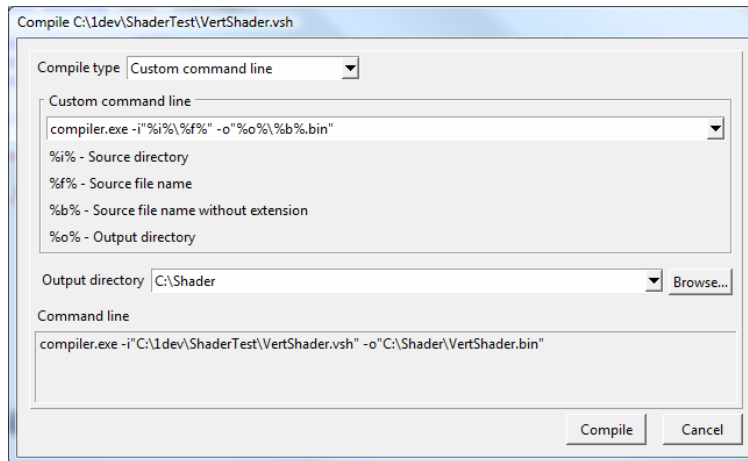 Compile C:\1dev\ShaderTest\VertShader.vsh
Compile type Custom command line
Custom command line
compiler.exe -i"%i%\%f%" -o"%o%\%b%.bin"
%i% - Source directory
%f% - Source file name
%b% - Source file name without extension
%o% - Output directory
Output directory C:\Shader Browse...
Command line
compiler.exe -i"C:\1dev\ShaderTest\VertShader.vsh" -o"C:\Shader\VertShader.bin"
Compile Cancel